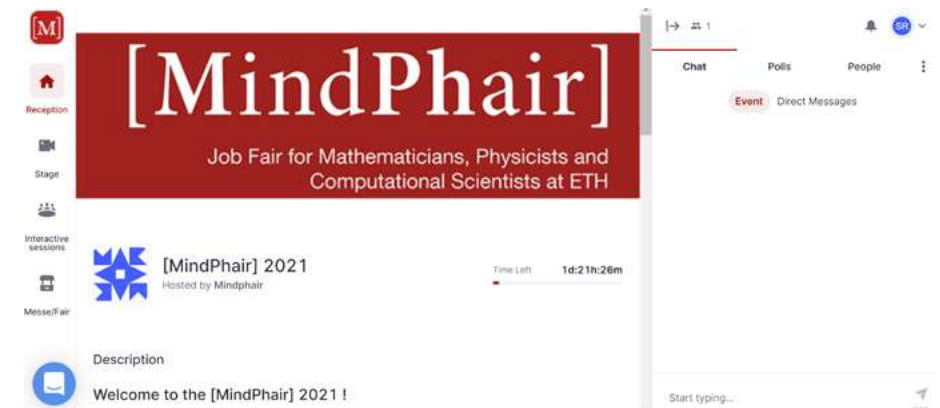 [M]
Reception
Stage
Interactive
sessions
Messe/Fair
[MindPhair]
Job Fair for Mathematicians, Physicists and
Computational Scientists at ETH
[MindPhair] 2021
Hosted by Mindphair
Time Left 1d:21h:26m
Description
Welcome to the [MindPhair] 2021 !
1
SR
Chat Polls People
Event Direct Messages
Start typing...